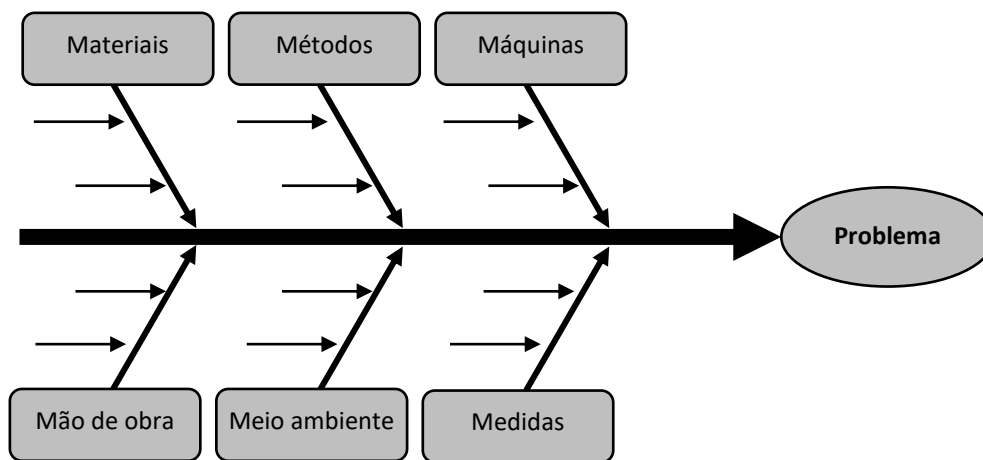 Materiais
Métodos
Máquinas
Problema
Mão de obra
Meio ambiente
Medidas